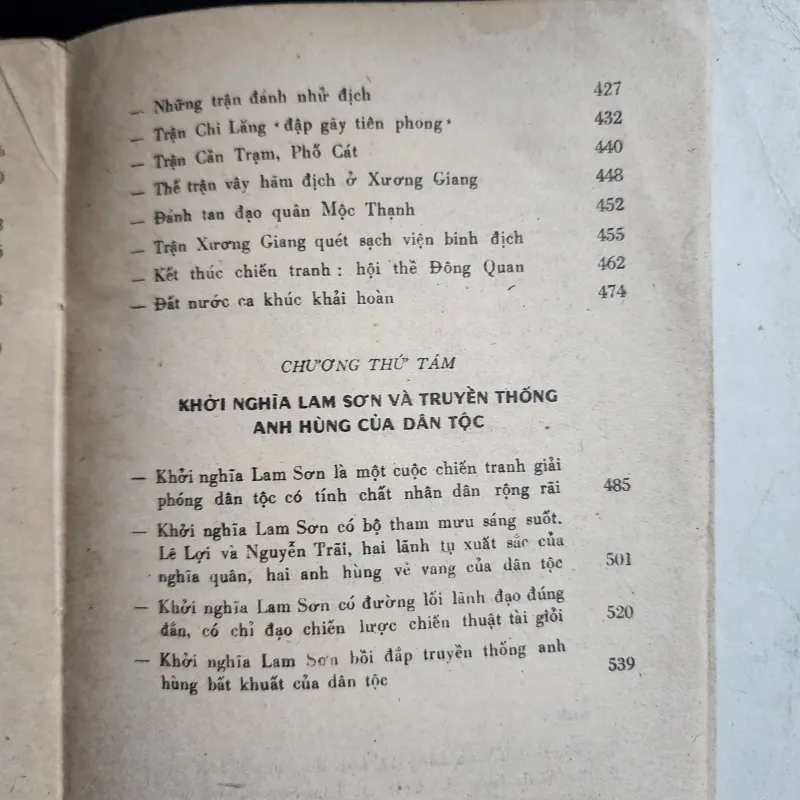 — Những trận đánh nhử địch 427
— Trận Chi Lăng "đập gãy tiên phong" 432
— Trận Cần Trạm, Phố Cát 440
— Thế trận vây hãm địch ở Xương Giang 448
— Đánh tan đạo quân Mộc Thạnh 452
— Trận Xương Giang quét sạch viện binh địch 455
— Kết thúc chiến tranh : hội thề Đông Quan 462
— Đất nước ca khúc khải hoàn 474
CHƯƠNG THỨ TÁM
KHỞI NGHĨA LAM SƠN VÀ TRUYỀN THỐNG
ANH HÙNG CỦA DÂN TỘC
— Khởi nghĩa Lam Sơn là một cuộc chiến tranh giải
phóng dân tộc có tính chất nhân dân rộng rãi 485
— Khởi nghĩa Lam Sơn có bộ tham mưu sáng suốt.
Lê Lợi và Nguyễn Trãi, hai lãnh tụ xuất sắc của
nghĩa quân, hai anh hùng vẻ vang của dân tộc 501
— Khởi nghĩa Lam Sơn có đường lối lãnh đạo đúng
đắn, có chỉ đạo chiến lược chiến thuật tài giỏi 520
— Khởi nghĩa Lam Sơn bồi đắp truyền thống anh
hùng bất khuất của dân tộc 539